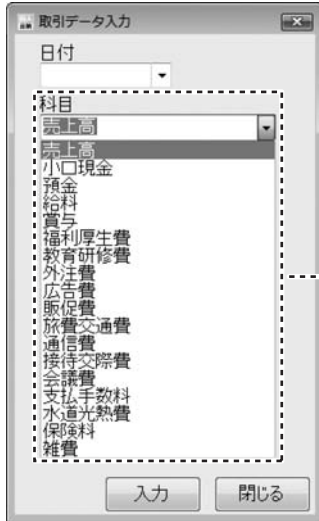 取引データ入力
日付
科目
売上高
売上高
小口現金
預金
給料
賞与
福利厚生費
教育研修費
外注費
広告費
販促費
旅費交通費
通信費
接待交際費
会議費
支払手数料
水道光熱費
保険料
雑費
入力 閉じる